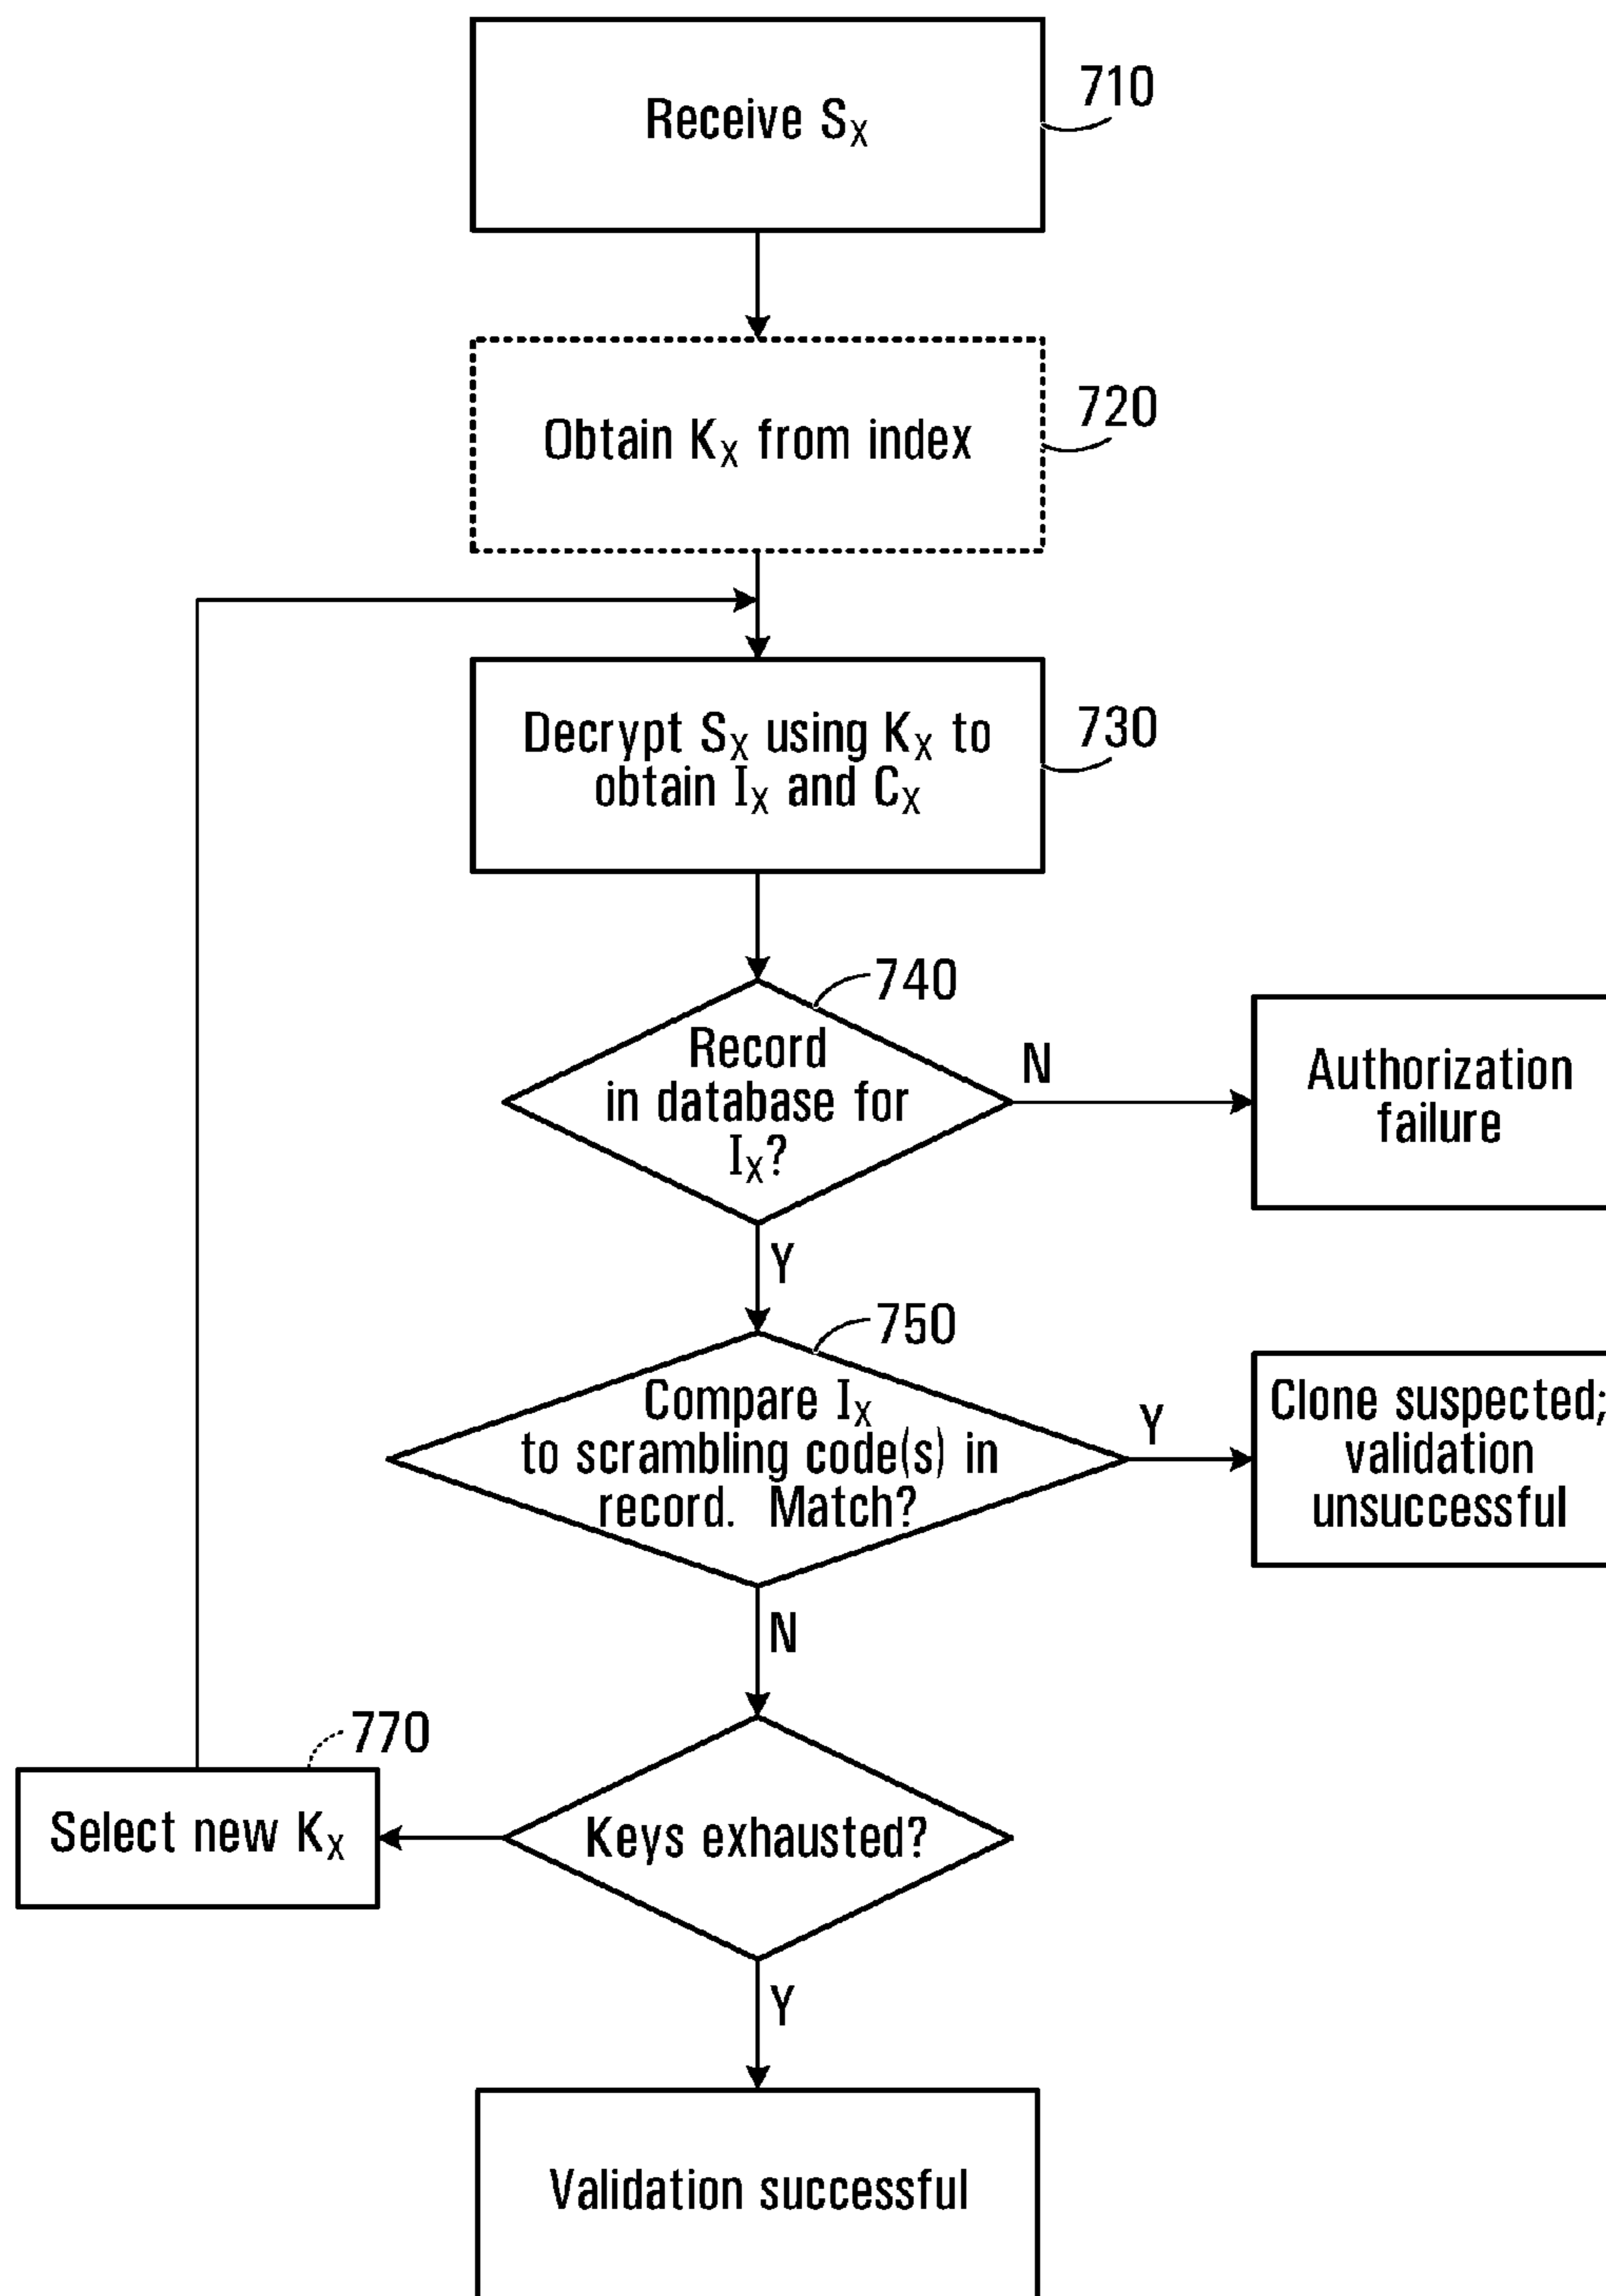 Receive Sx
710
Obtain Kx from index
720
Decrypt Sx using Kx to
obtain Ix and Cx
730
740
Record
in database for
Ix?
N
Authorization
failure
Y
750
Compare Ix
to scrambling code(s) in
record. Match?
Y
Clone suspected;
validation
unsuccessful
N
770
Select new Kx
Keys exhausted?
Y
Validation successful